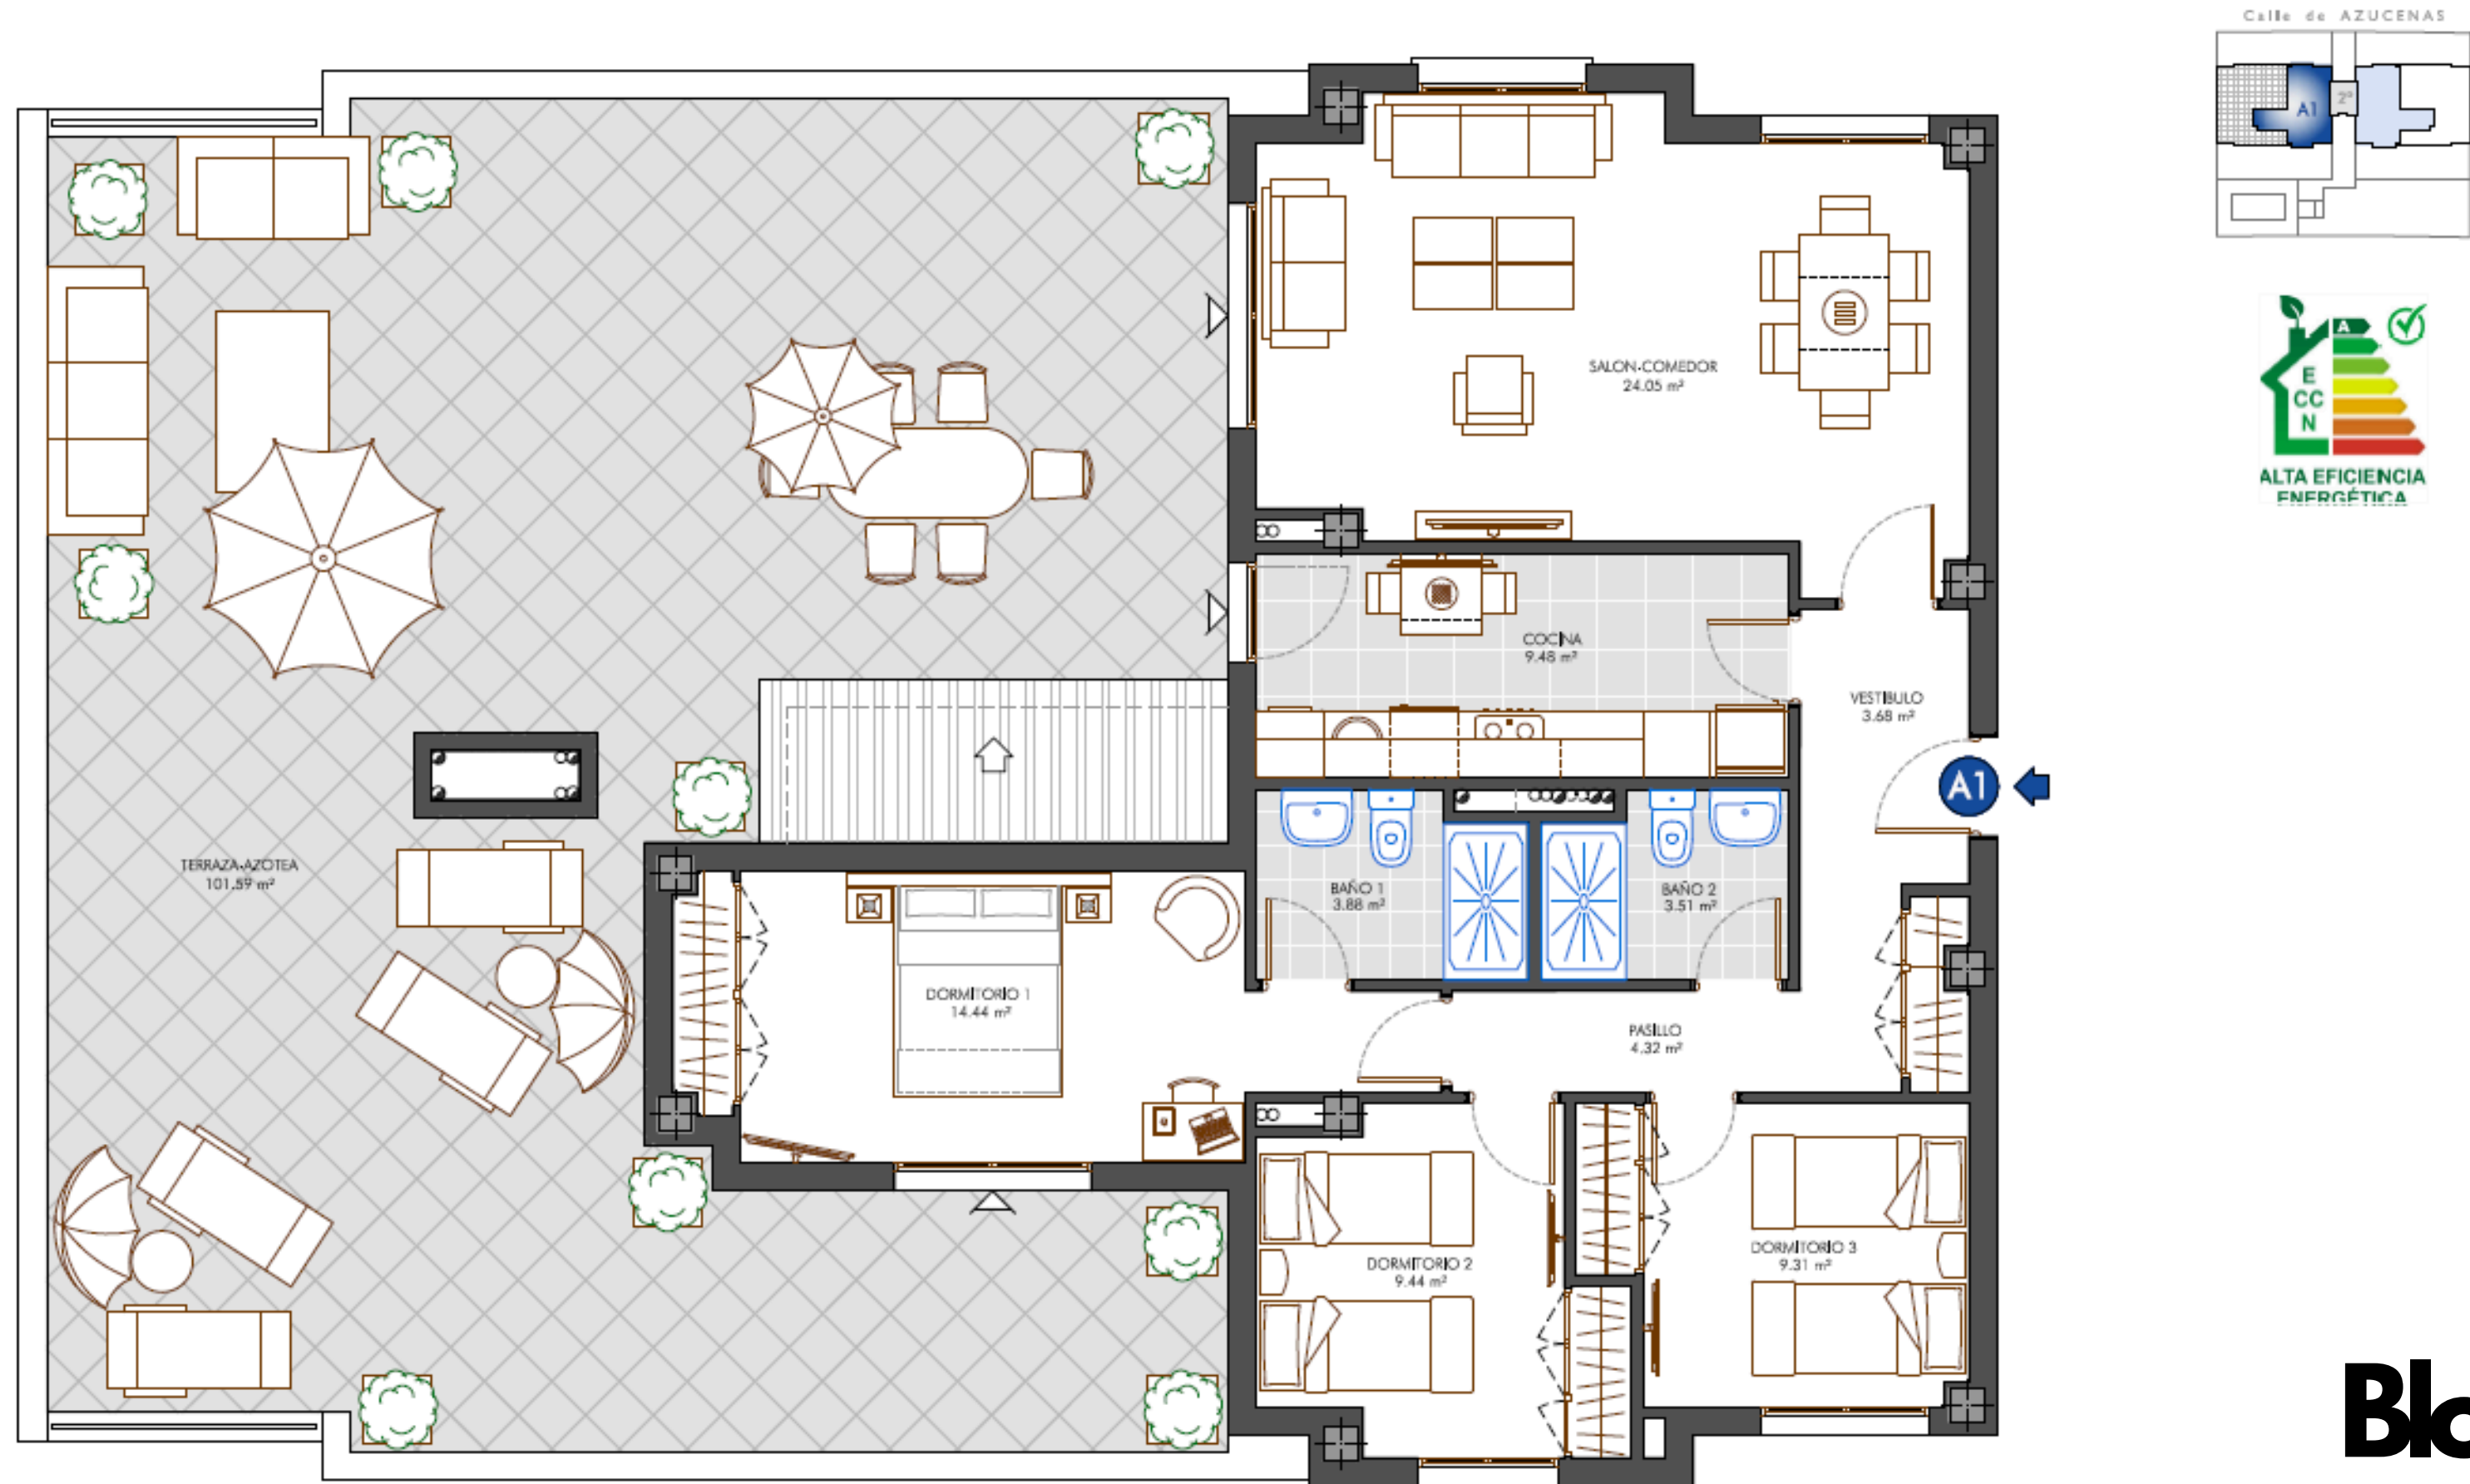 Calle de AZUCENAS
A1
2º
A
E
CC
N
ALTA EFICIENCIA
ENERGÉTICA
SALON-COMEDOR
24.05 m²
COCINA
9.48 m²
VESTIBULO
3.68 m²
A1
TERRAZA-AZOTEA
101.59 m²
BAÑO 1
3.88 m²
BAÑO 2
3.51 m²
DORMITORIO 1
14.44 m²
PASILLO
4.32 m²
DORMITORIO 2
9.44 m²
DORMITORIO 3
9.31 m²